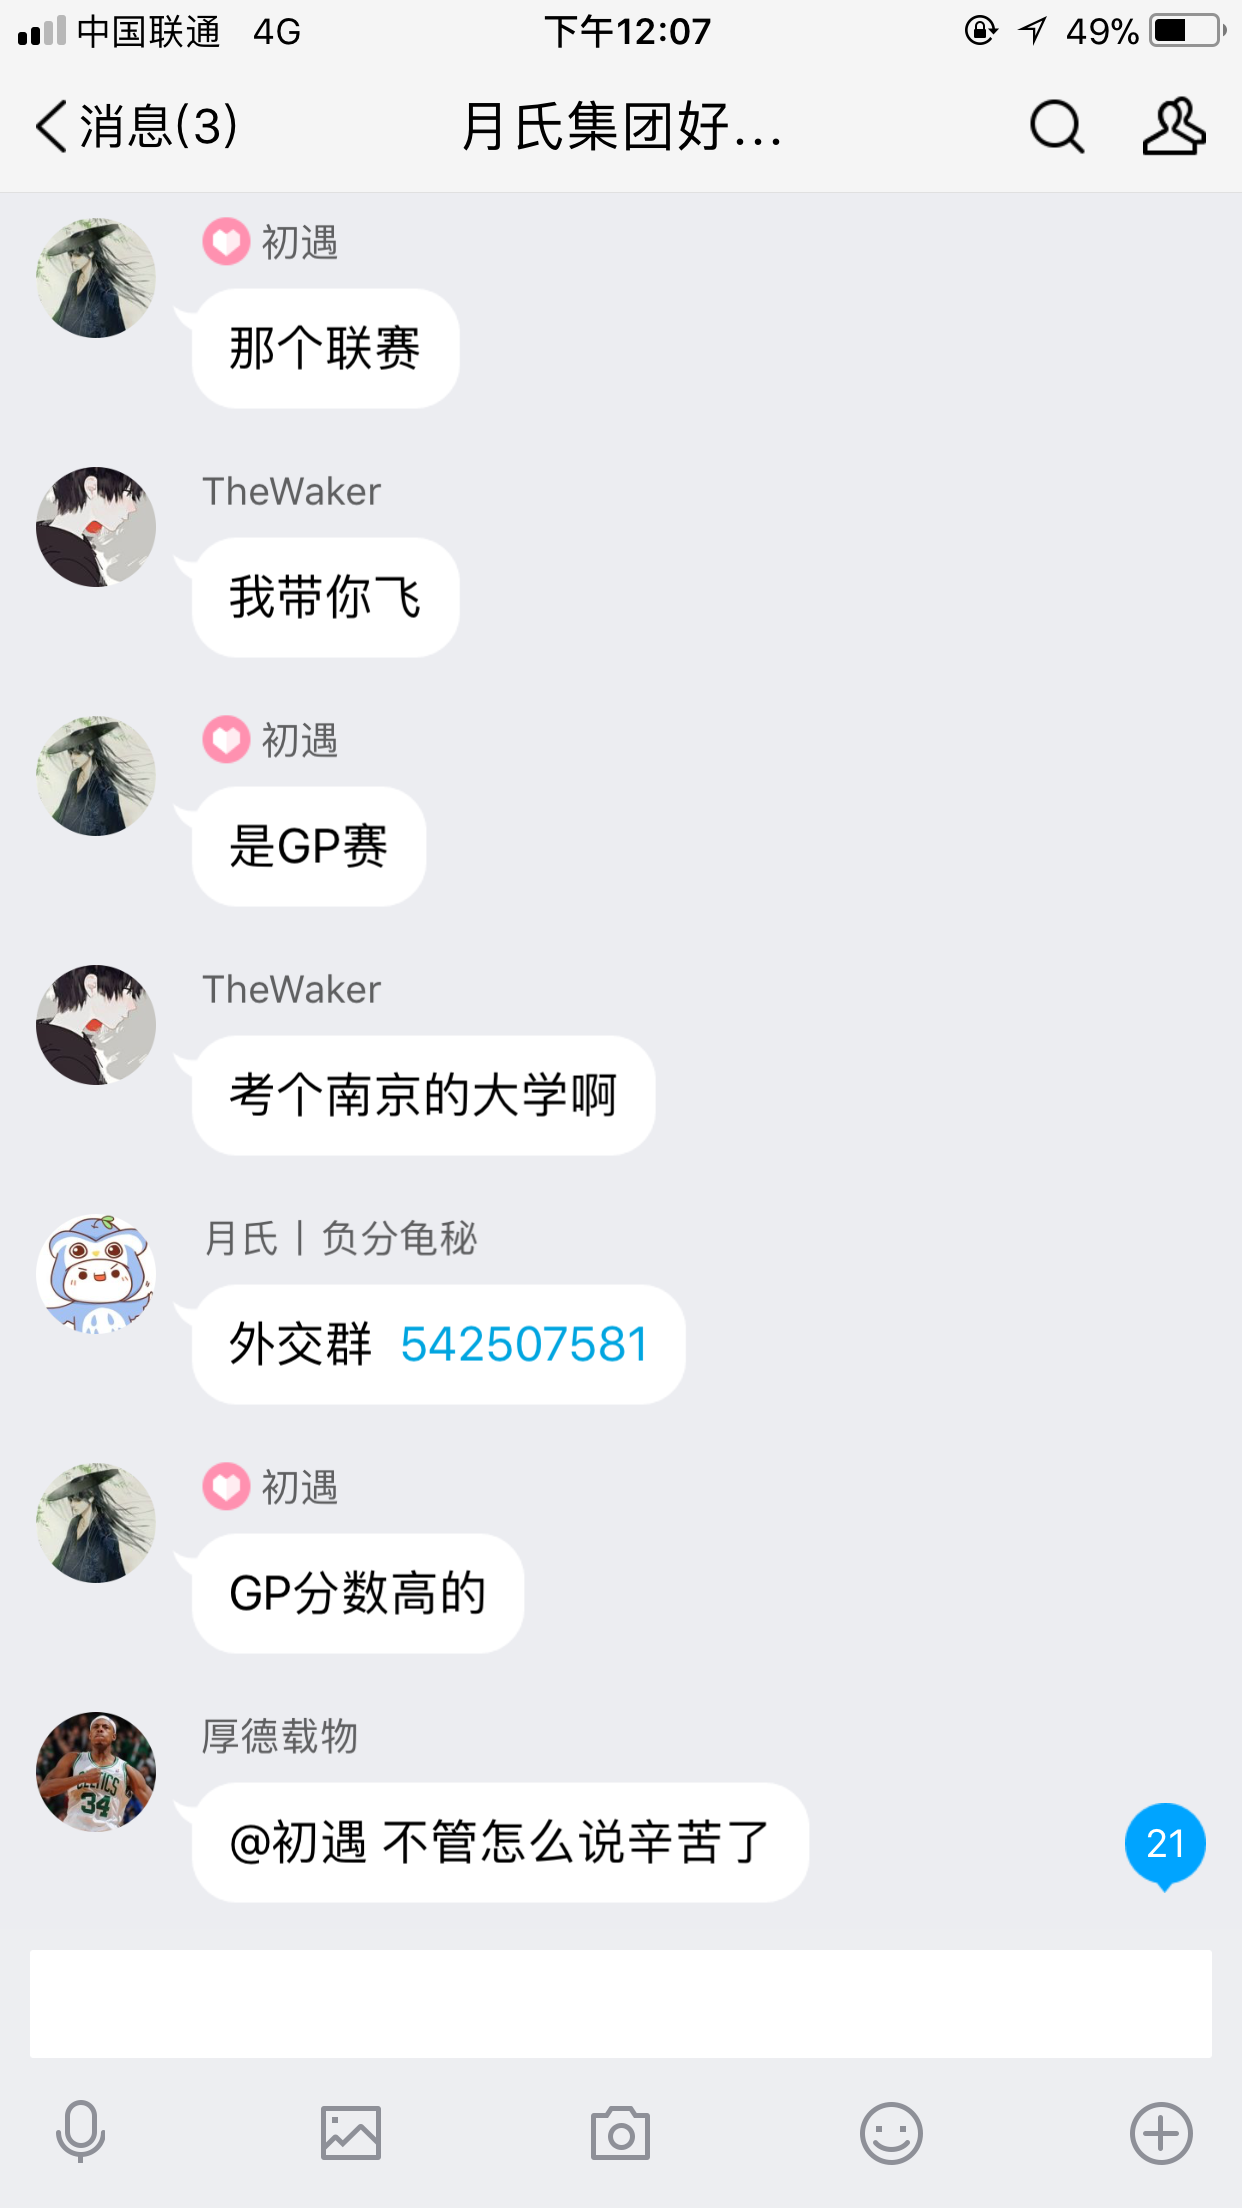 中国联通 4G 下午12:07 49%
消息(3) 月氏集团好...
初遇
那个联赛
TheWaker
我带你飞
初遇
是GP赛
TheWaker
考个南京的大学啊
月氏丨负分龟秘
外交群 542507581
初遇
GP分数高的
厚德载物
CELTICS
34
@初遇 不管怎么说辛苦了
21